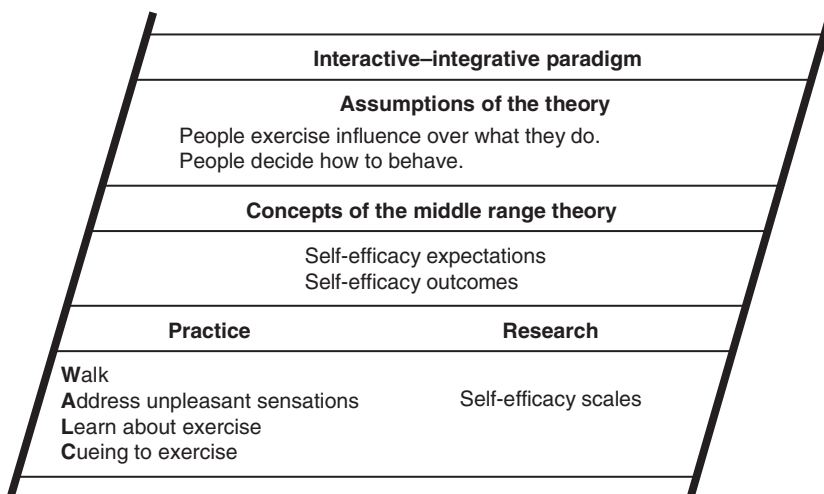 Interactive–integrative paradigm
Assumptions of the theory
People exercise influence over what they do.
People decide how to behave.
Concepts of the middle range theory
Self-efficacy expectations
Self-efficacy outcomes
Practice
Research
Walk
Address unpleasant sensations
Learn about exercise
Cueing to exercise
Self-efficacy scales